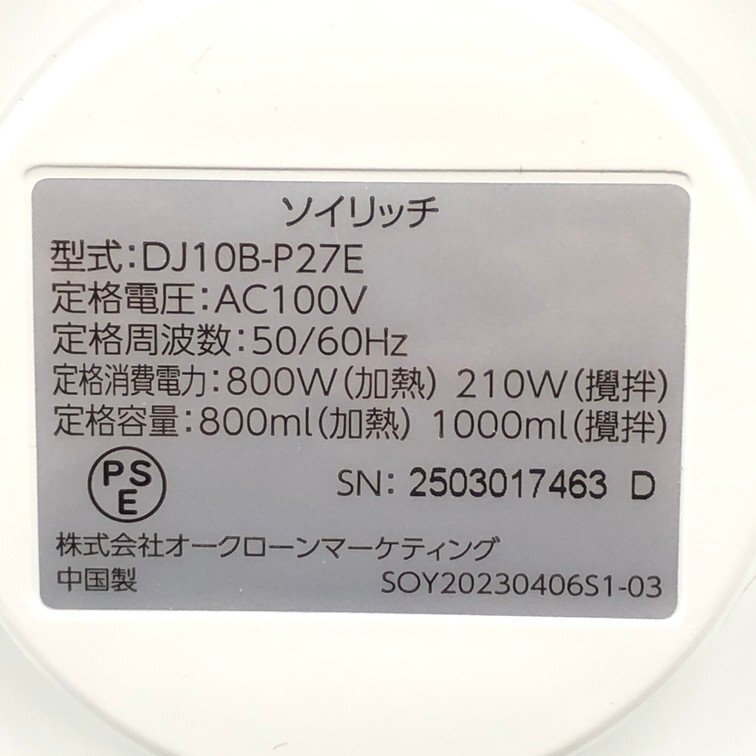 ソイリッチ
型式:DJ10B-P27E
定格電圧:AC100V
定格周波数:50/60Hz
定格消費電力:800W(加熱) 210W(攪拌)
定格容量:800ml(加熱) 1000ml(攪拌)
PS
E
SN: 2503017463 D
株式会社オークローンマーケティング
中国製 SOY20230406S1-03